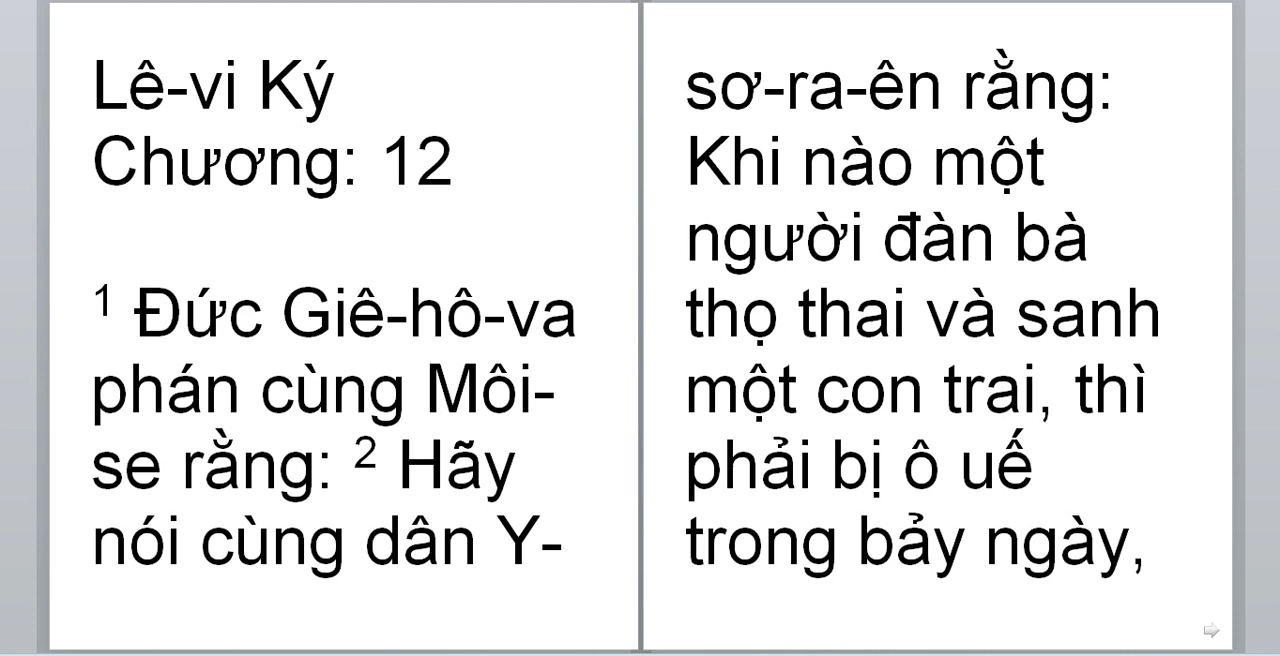 Lê-vi Ký
Chương: 12
1 Đức Giê-hô-va
phán cùng Môi-
se rằng: 2 Hãy
nói cùng dân Y-
sơ-ra-ên rằng:
Khi nào một
người đàn bà
thọ thai và sanh
một con trai, thì
phải bị ô uế
trong bảy ngày,